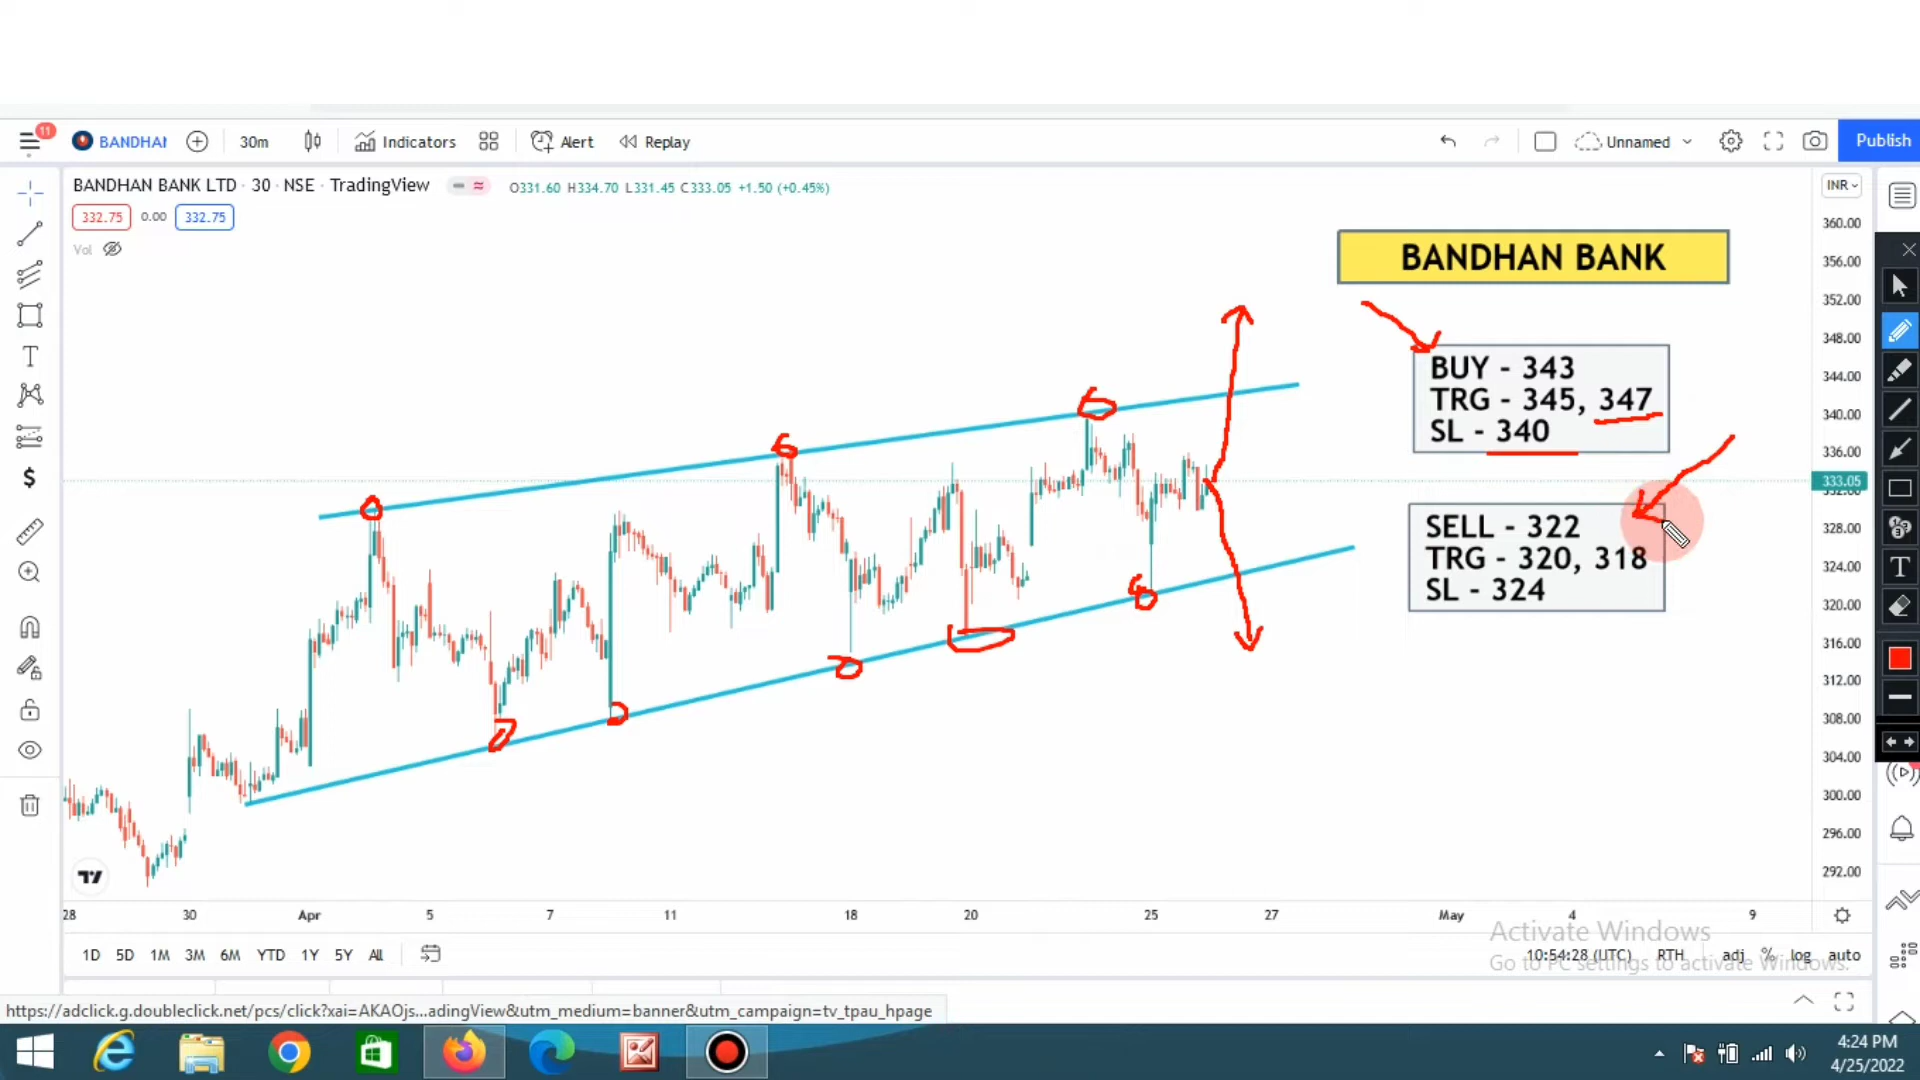 11
BANDHAN
30m
Indicators
Alert
Replay
Unnamed
Publish
BANDHAN BANK LTD · 30 · NSE · TradingView
O331.60 H334.70 L331.45 C333.05 +1.50 (+0.45%)
332.75 0.00 332.75
Vol
INR
360.00
356.00
352.00
348.00
344.00
340.00
336.00
333.05
332.00
328.00
324.00
320.00
316.00
312.00
308.00
304.00
300.00
296.00
292.00
BANDHAN BANK
BUY - 343
TRG - 345, 347
SL - 340
SELL - 322
TRG - 320, 318
SL - 324
28 30 Apr 5 7 11 18 20 25 27 May 4 9
1D 5D 1M 3M 6M YTD 1Y 5Y All
10:54:28 (UTC) RTH adj % log auto
Activate Windows
Go to PC settings to activate Windows.
https://adclick.g.doubleclick.net/pcs/click?xai=AKAOjs...adingView&utm_medium=banner&utm_campaign=tv_tpau_hpage
4:24 PM
4/25/2022